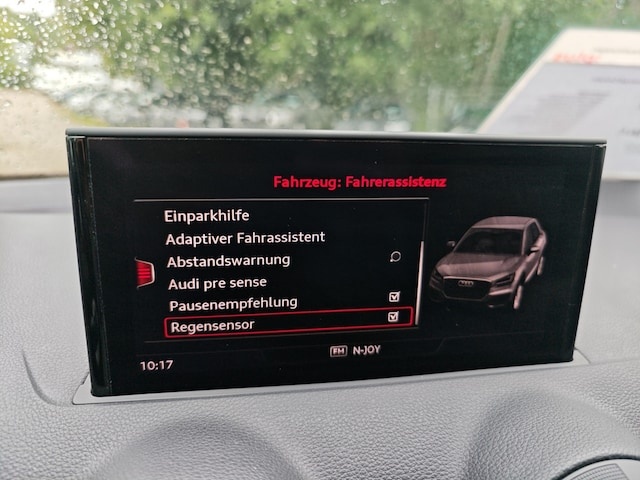 Fahrzeug: Fahrerassistenz
Einparkhilfe
Adaptiver Fahrassistent
Abstandswarnung
Audi pre sense
Pausenempfehlung
Regensensor
FM N-JOY
10:17